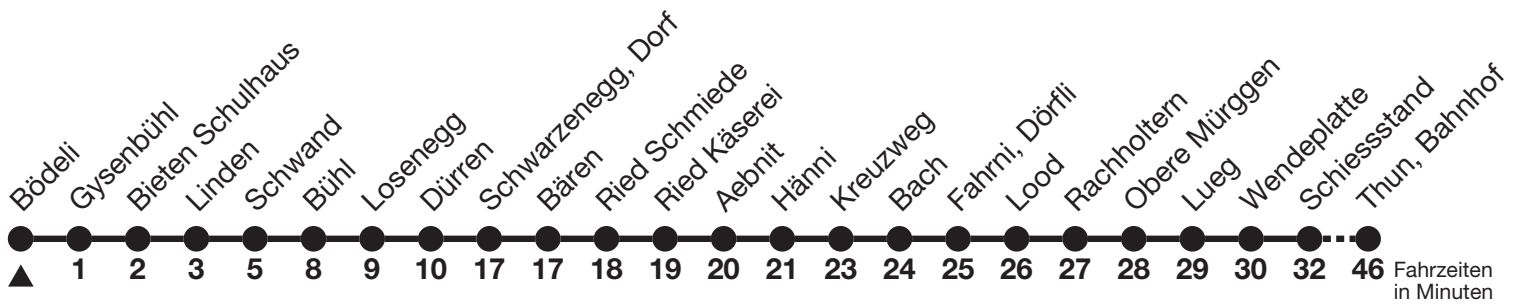 Bödeli
Gysenbühl
Bieten Schulhaus
Linden
Schwand
Bühl
Losenegg
Dürren
Schwarzenegg, Dorf
Bären
Ried Schmiede
Ried Käserei
Aebnit
Hänni
Kreuzweg
Bach
Fahrni, Dörfli
Lood
Rachholtern
Obere Mürggen
Lueg
Wendeplatte
Schiessstand
Thun, Bahnhof
1 2 3 5 8 9 10 17 17 18 19 20 21 23 24 25 26 27 28 29 30 32 46 Fahrzeiten
in Minuten